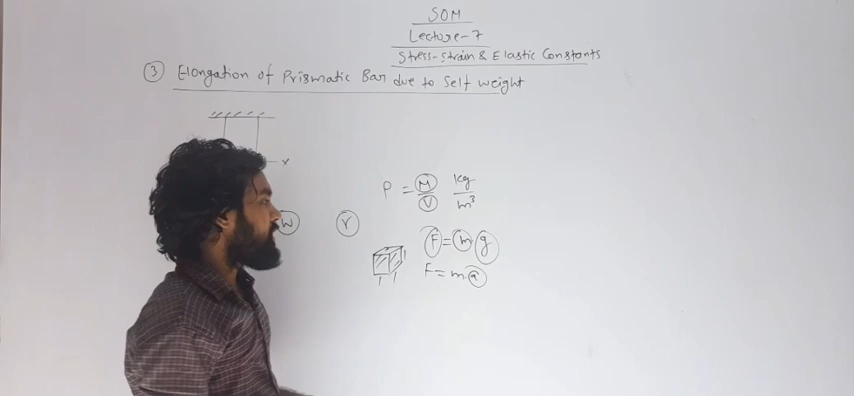 SOM
Lecture-7
Stress-Strain & Elastic Constants
③ Elongation of Prismatic Bar due to Self weight
x
ρ = M/V kg/m³
W
γ
F = m g
F = m a